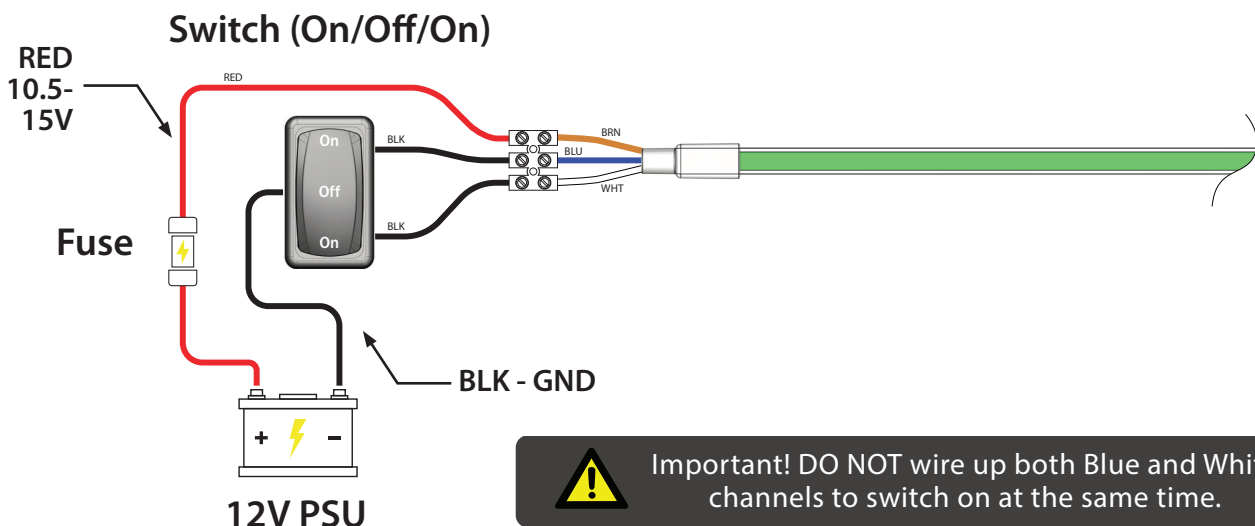 Switch (On/Off/On)
RED
10.5-
15V
RED
On
Off
On
BLK
BLK
BRN
BLU
WHT
Fuse
BLK - GND
+ -
12V PSU
Important! DO NOT wire up both Blue and Whit
channels to switch on at the same time.